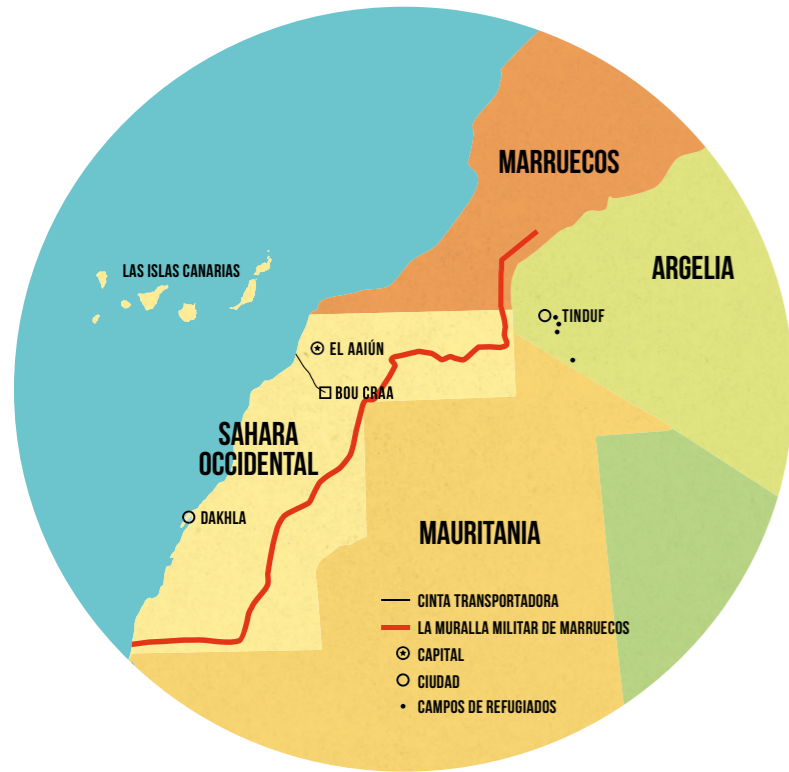 MARRUECOS
ARGELIA
LAS ISLAS CANARIAS
TINDUF
EL AAIÚN
BOU CRAA
SAHARA
OCCIDENTAL
DAKHLA
MAURITANIA
CINTA TRANSPORTADORA
LA MURALLA MILITAR DE MARRUECOS
CAPITAL
CIUDAD
CAMPOS DE REFUGIADOS